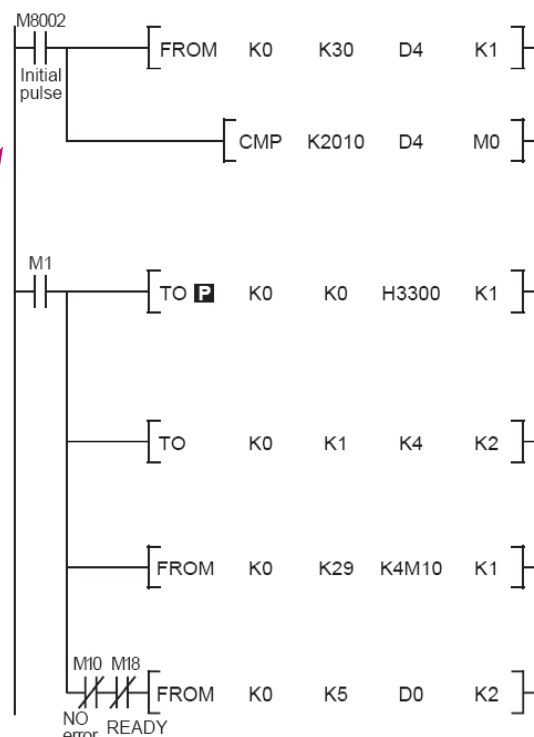 M8002
FROM K0 K30 D4 K1
Initial
pulse
CMP K2010 D4 M0
M1
TO P K0 K0 H3300 K1
TO K0 K1 K4 K2
FROM K0 K29 K4M10 K1
M10 M18
FROM K0 K5 D0 K2
NO READY
error